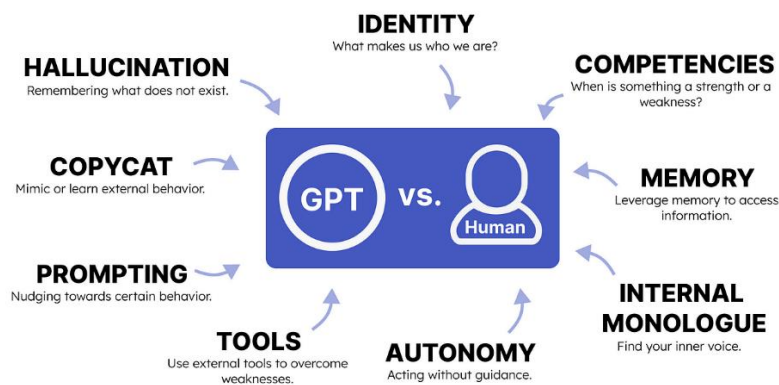 IDENTITY
What makes us who we are?
HALLUCINATION
Remembering what does not exist.
COMPETENCIES
When is something a strength or a
weakness?
COPYCAT
Mimic or learn external behavior.
GPT
vs.
Human
MEMORY
Leverage memory to access
information.
PROMPTING
Nudging towards certain behavior.
INTERNAL
MONOLOGUE
Find your inner voice.
TOOLS
Use external tools to overcome
weaknesses.
AUTONOMY
Acting without guidance.